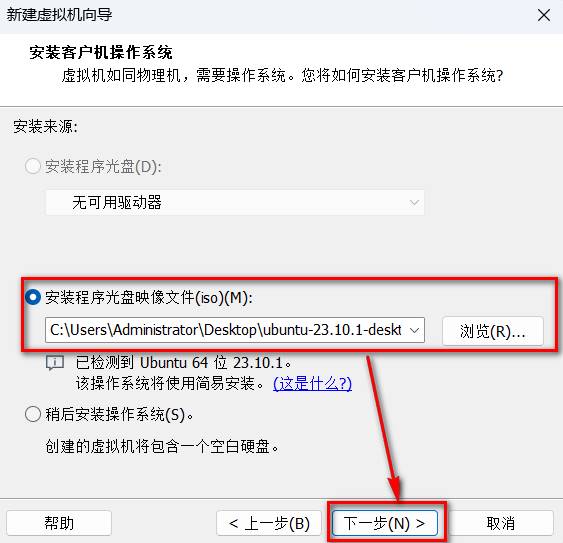 新建虚拟机向导
安装客户机操作系统
虚拟机如同物理机，需要操作系统。您将如何安装客户机操作系统?
安装来源:
安装程序光盘(D):
无可用驱动器
安装程序光盘映像文件(iso)(M):
C:\Users\Administrator\Desktop\ubuntu-23.10.1-deskt
浏览(R)...
已检测到 Ubuntu 64 位 23.10.1。
该操作系统将使用简易安装。(这是什么?)
稍后安装操作系统(S)。
创建的虚拟机将包含一个空白硬盘。
帮助 < 上一步(B) 下一步(N) > 取消